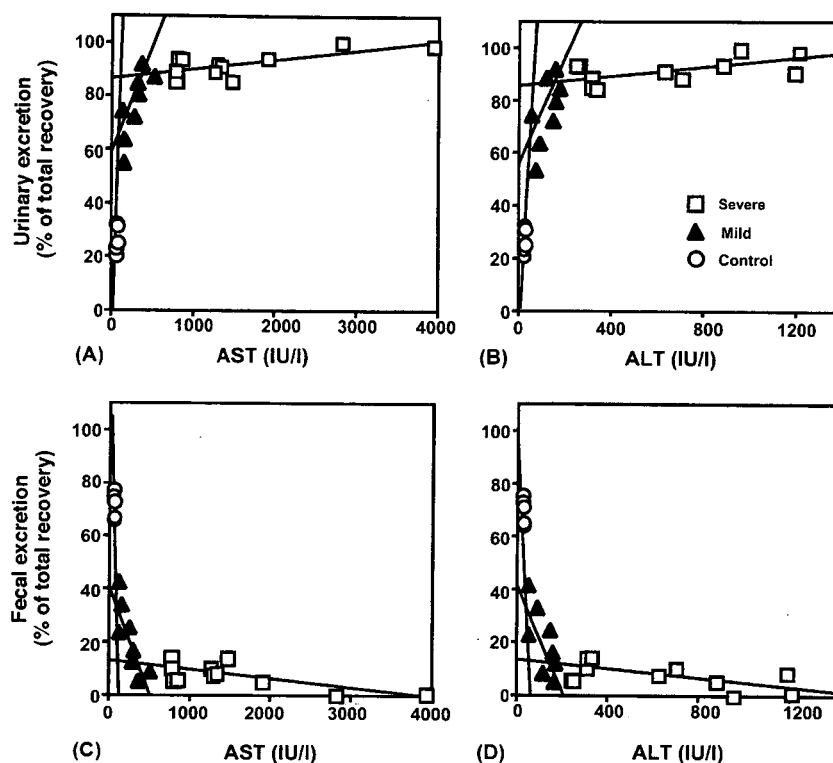 Urinary excretion
(% of total recovery)
100
80
60
40
20
0
0 1000 2000 3000 4000
(A) AST (IU/l)
100
80
60
40
20
0
0 400 800 1200
(B) ALT (IU/l)
Severe
Mild
Control
Fecal excretion
(% of total recovery)
100
80
60
40
20
0
0 1000 2000 3000 4000
(C) AST (IU/l)
100
80
60
40
20
0
0 400 800 1200
(D) ALT (IU/l)